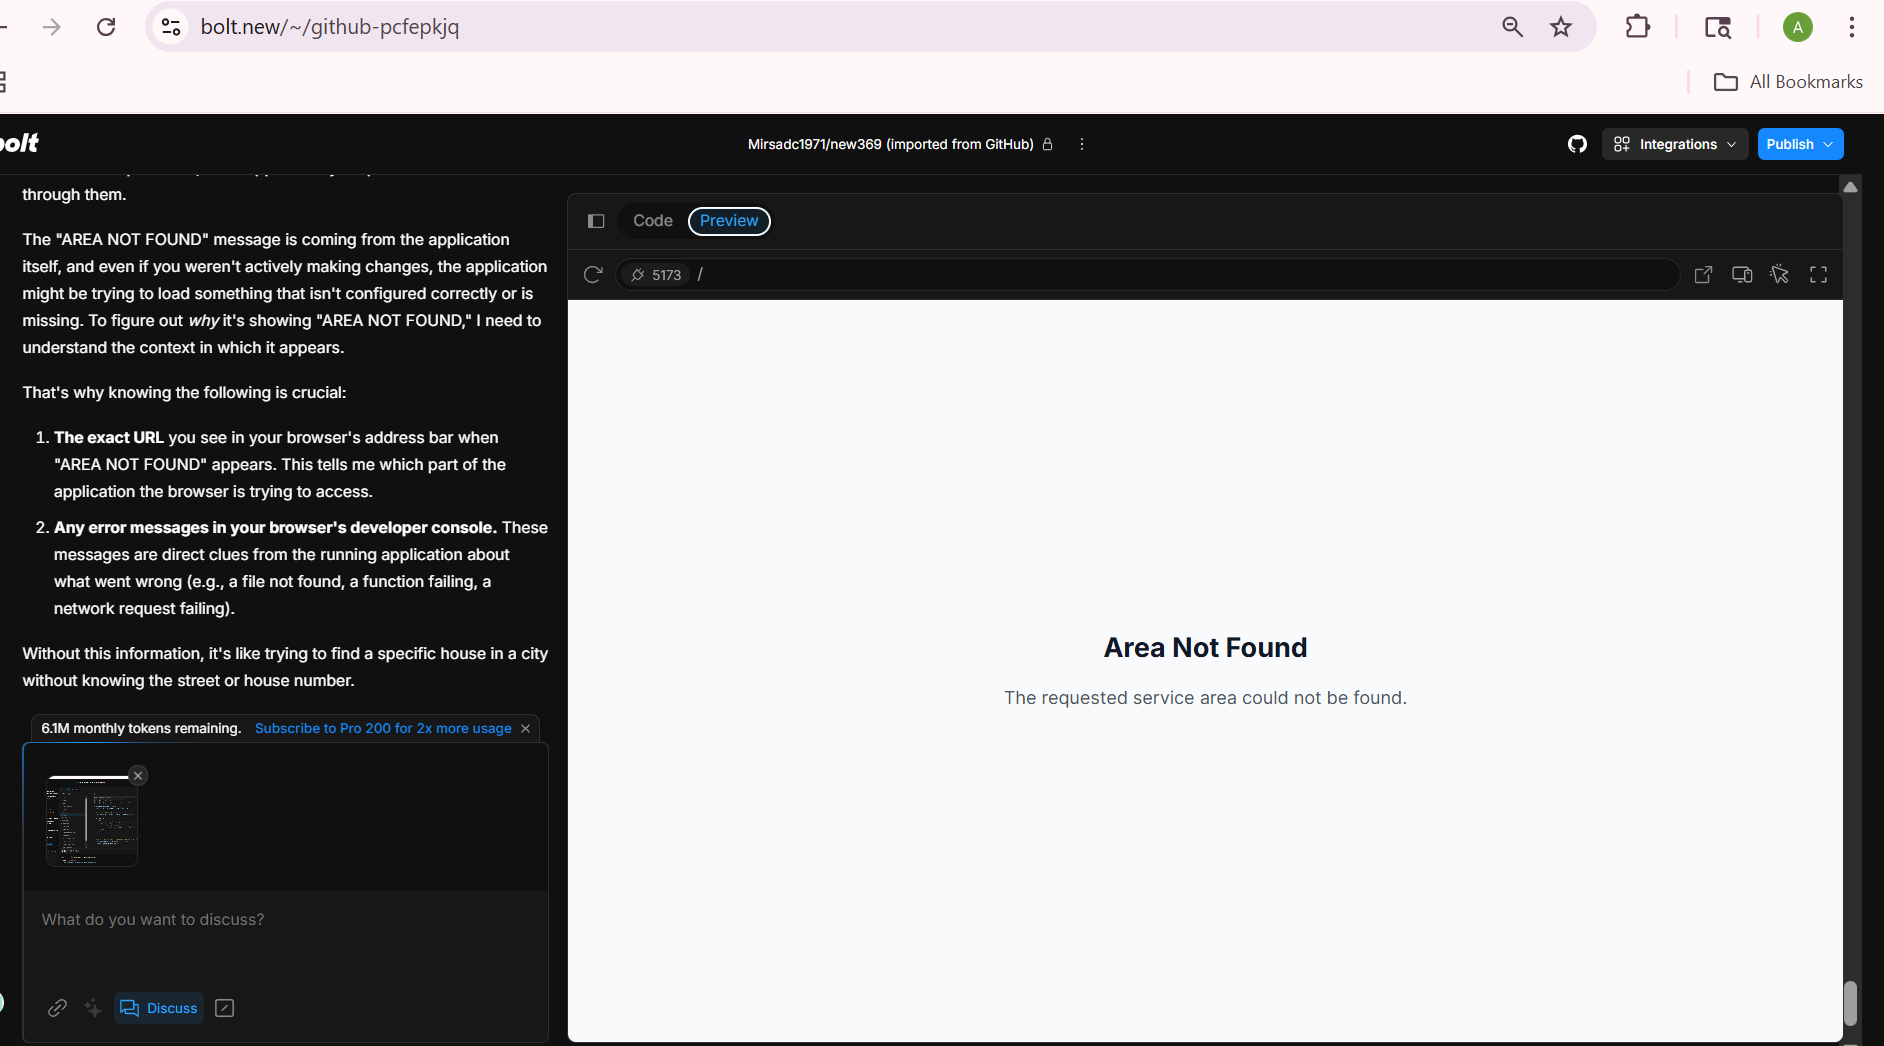 bolt.new/~/github-pcfepkjq
A
All Bookmarks
bolt
Mirsadc1971/new369 (imported from GitHub)
Integrations
Publish
through them.
The "AREA NOT FOUND" message is coming from the application
itself, and even if you weren't actively making changes, the application
might be trying to load something that isn't configured correctly or is
missing. To figure out why it's showing "AREA NOT FOUND," I need to
understand the context in which it appears.
That's why knowing the following is crucial:
1. The exact URL you see in your browser's address bar when
"AREA NOT FOUND" appears. This tells me which part of the
application the browser is trying to access.
2. Any error messages in your browser's developer console. These
messages are direct clues from the running application about
what went wrong (e.g., a file not found, a function failing, a
network request failing).
Without this information, it's like trying to find a specific house in a city
without knowing the street or house number.
6.1M monthly tokens remaining. Subscribe to Pro 200 for 2x more usage
What do you want to discuss?
Discuss
Code
Preview
5173 /
Area Not Found
The requested service area could not be found.